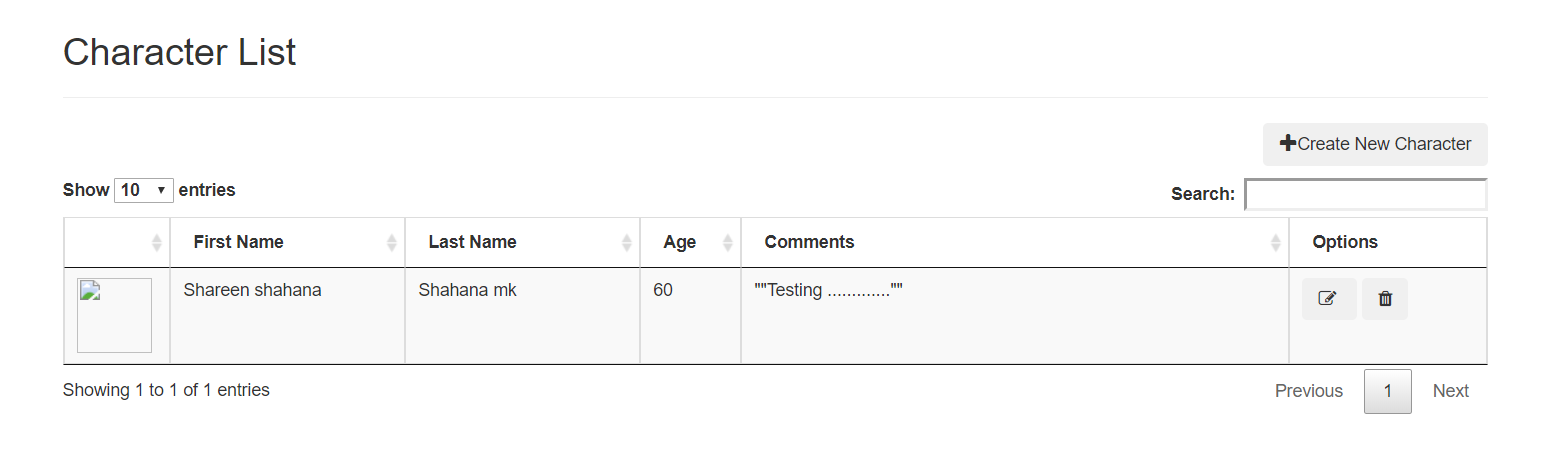 Character List
Create New Character
Show 10 entries
Search:
First Name Last Name Age Comments Options
Shareen shahana Shahana mk 60 ""Testing .............""
Showing 1 to 1 of 1 entries
Previous 1 Next